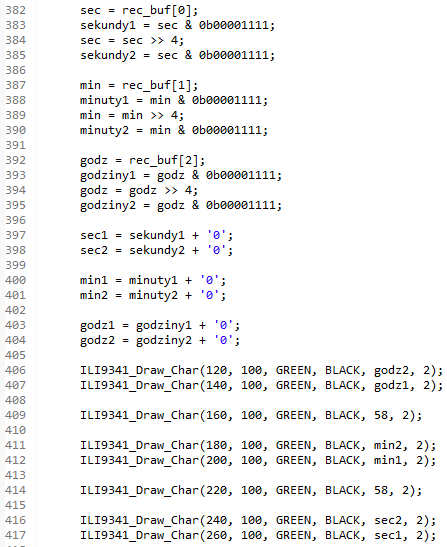 382 sec = rec_buf[0];
383 sekundy1 = sec & 0b00001111;
384 sec = sec >> 4;
385 sekundy2 = sec & 0b00001111;
386
387 min = rec_buf[1];
388 minuty1 = min & 0b00001111;
389 min = min >> 4;
390 minuty2 = min & 0b00001111;
391
392 godz = rec_buf[2];
393 godziny1 = godz & 0b00001111;
394 godz = godz >> 4;
395 godziny2 = godz & 0b00001111;
396
397 sec1 = sekundy1 + '0';
398 sec2 = sekundy2 + '0';
399
400 min1 = minuty1 + '0';
401 min2 = minuty2 + '0';
402
403 godz1 = godziny1 + '0';
404 godz2 = godziny2 + '0';
405
406 ILI9341_Draw_Char(120, 100, GREEN, BLACK, godz2, 2);
407 ILI9341_Draw_Char(140, 100, GREEN, BLACK, godz1, 2);
408
409 ILI9341_Draw_Char(160, 100, GREEN, BLACK, 58, 2);
410
411 ILI9341_Draw_Char(180, 100, GREEN, BLACK, min2, 2);
412 ILI9341_Draw_Char(200, 100, GREEN, BLACK, min1, 2);
413
414 ILI9341_Draw_Char(220, 100, GREEN, BLACK, 58, 2);
415
416 ILI9341_Draw_Char(240, 100, GREEN, BLACK, sec2, 2);
417 ILI9341_Draw_Char(260, 100, GREEN, BLACK, sec1, 2);